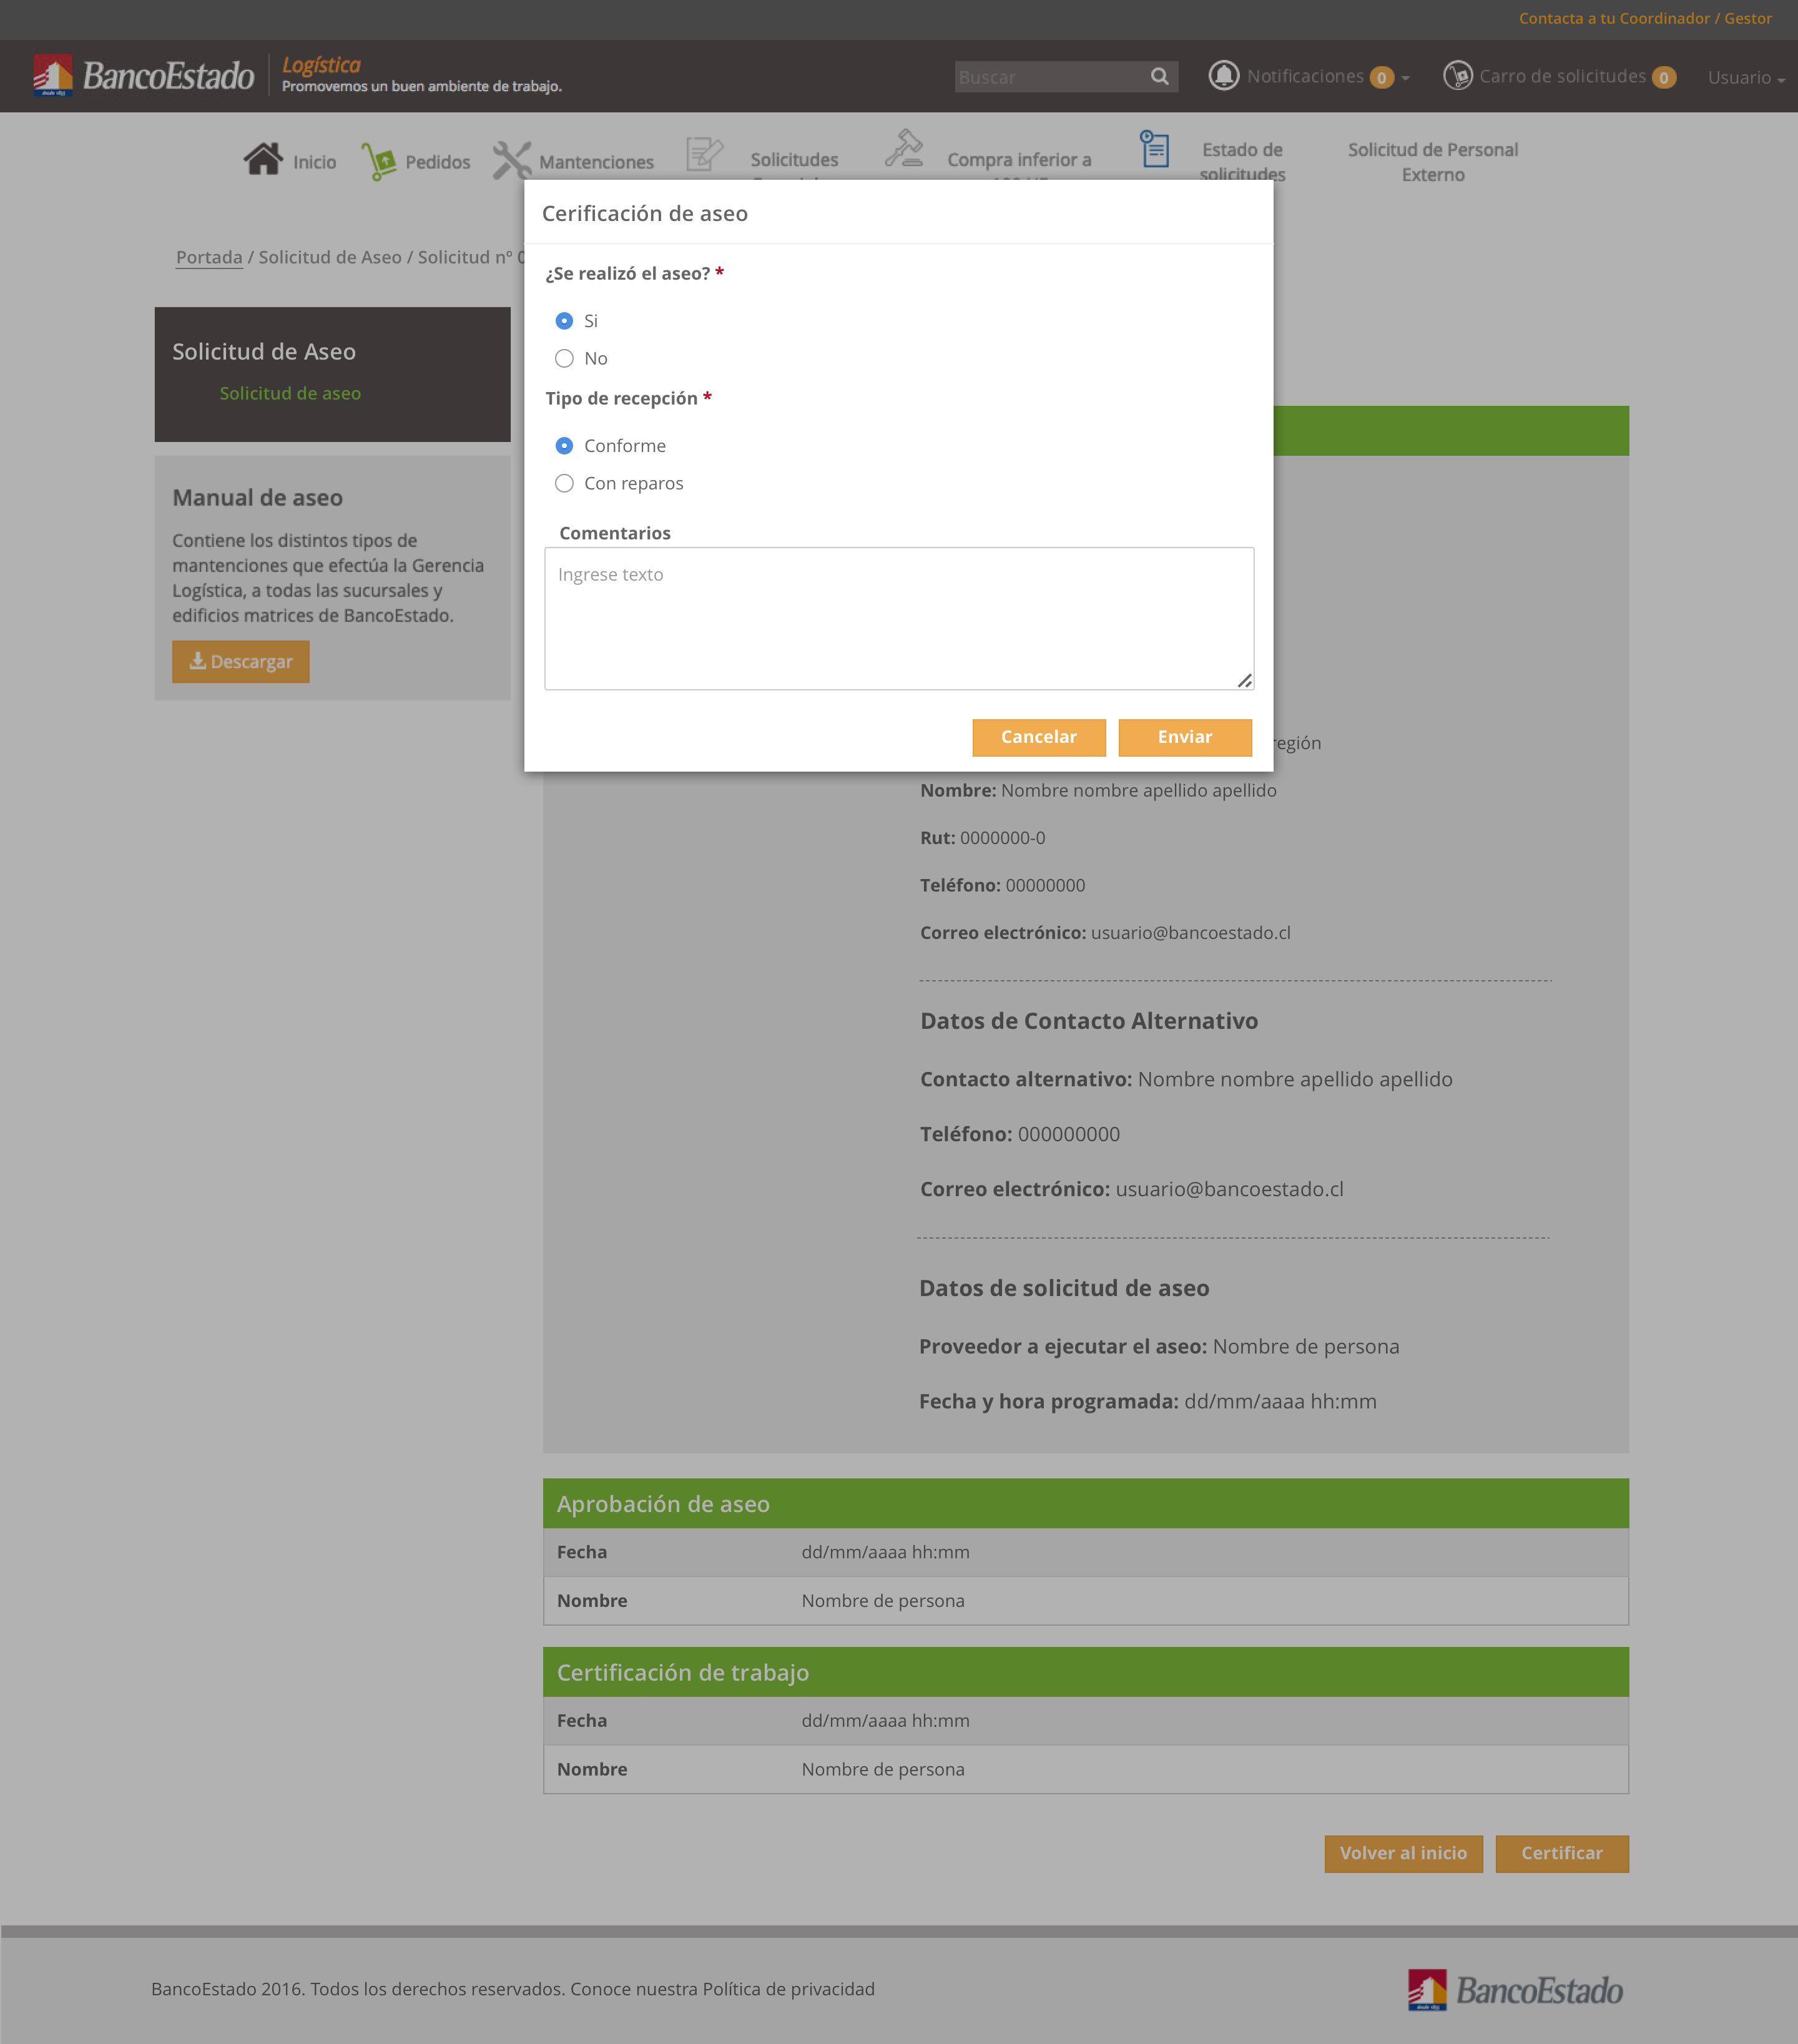 Contacta a tu Coordinador / Gestor
BancoEstado
desde 1855
Logística
Promovemos un buen ambiente de trabajo.
Buscar
Notificaciones 0
Carro de solicitudes 0
Usuario
Inicio
Pedidos
Mantenciones
Solicitudes
Compra inferior a
Estado de
solicitudes
Solicitud de Personal
Externo
Portada / Solicitud de Aseo / Solicitud nº
Cerificación de aseo
¿Se realizó el aseo? *
Si
No
Tipo de recepción *
Conforme
Con reparos
Comentarios
Ingrese texto
Cancelar
Enviar
Solicitud de Aseo
Solicitud de aseo
Manual de aseo
Contiene los distintos tipos de
mantenciones que efectúa la Gerencia
Logística, a todas las sucursales y
edificios matrices de BancoEstado.
Descargar
región
Nombre: Nombre nombre apellido apellido
Rut: 0000000-0
Teléfono: 00000000
Correo electrónico: usuario@bancoestado.cl
Datos de Contacto Alternativo
Contacto alternativo: Nombre nombre apellido apellido
Teléfono: 000000000
Correo electrónico: usuario@bancoestado.cl
Datos de solicitud de aseo
Proveedor a ejecutar el aseo: Nombre de persona
Fecha y hora programada: dd/mm/aaaa hh:mm
Aprobación de aseo
Fecha dd/mm/aaaa hh:mm
Nombre Nombre de persona
Certificación de trabajo
Fecha dd/mm/aaaa hh:mm
Nombre Nombre de persona
Volver al inicio
Certificar
BancoEstado 2016. Todos los derechos reservados. Conoce nuestra Política de privacidad
BancoEstado
desde 1855